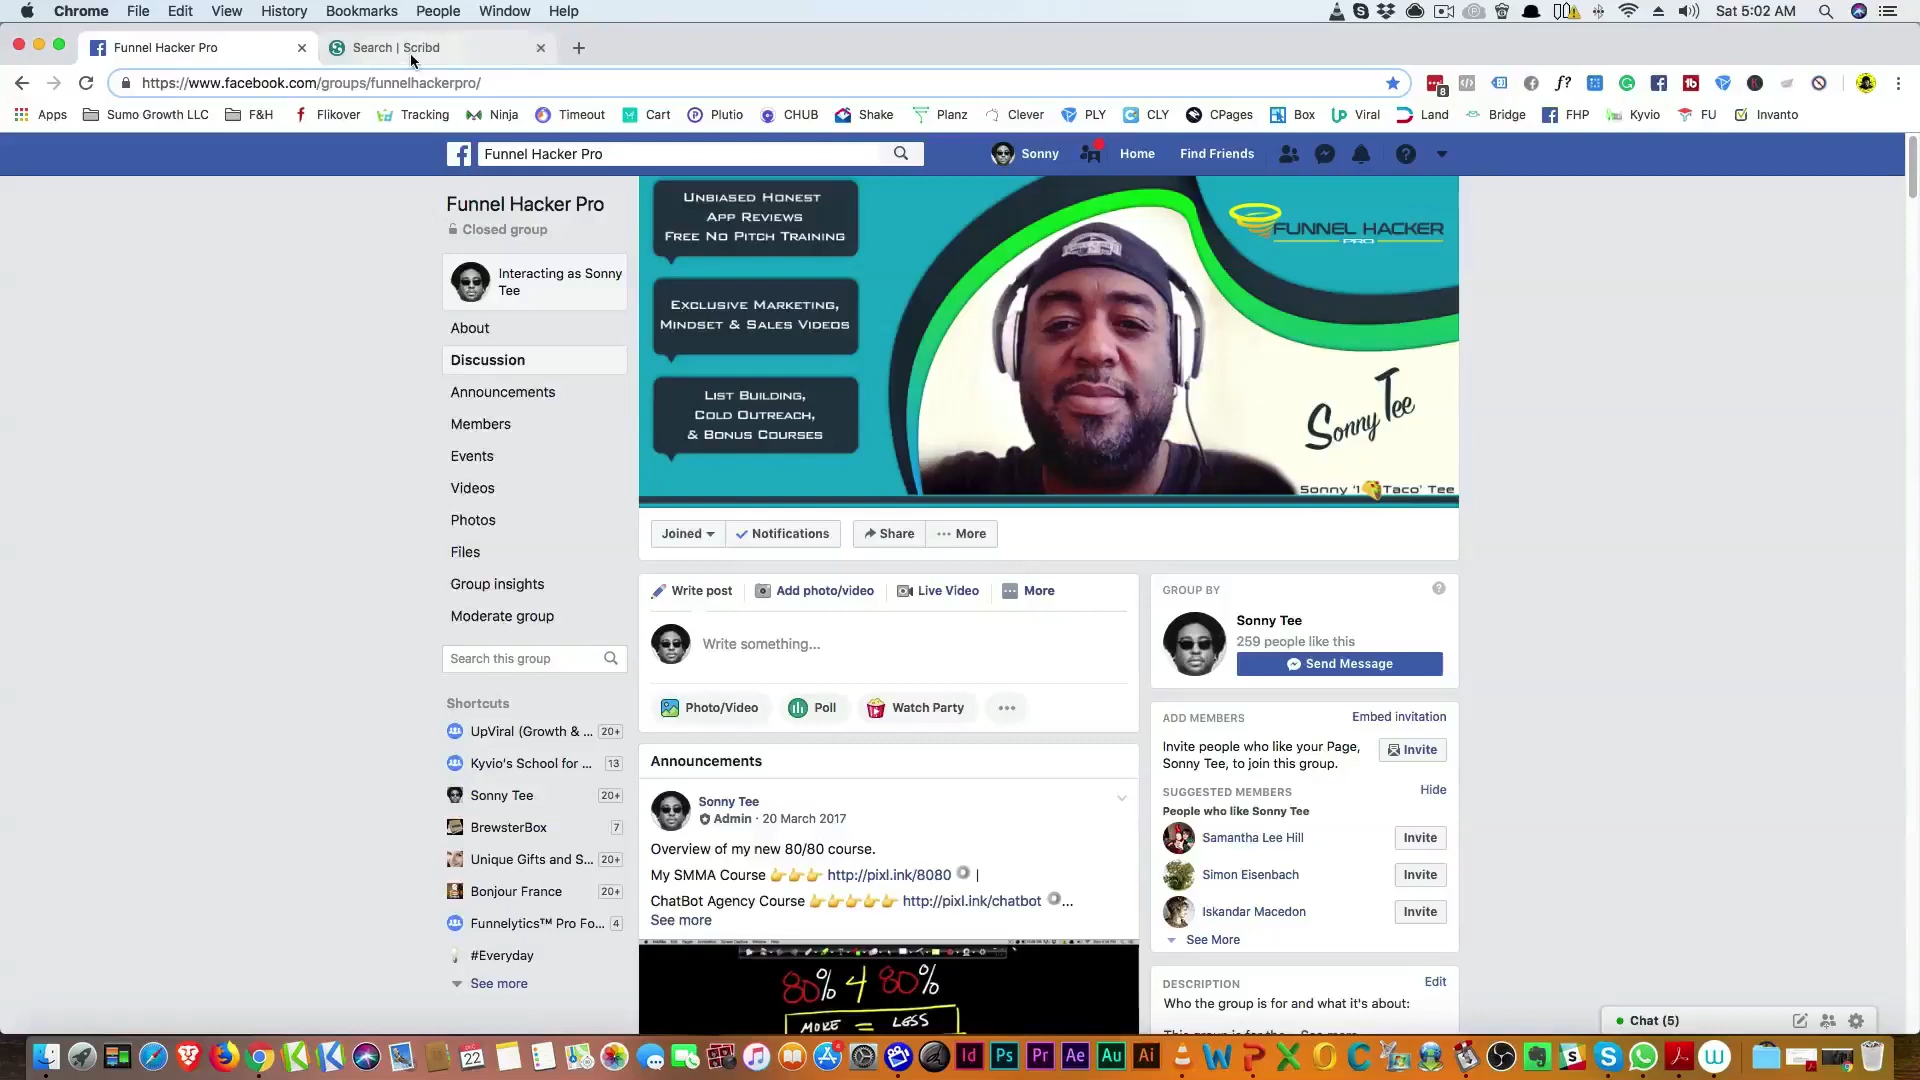 Chrome File Edit View History Bookmarks People Window Help
Sat 5:02 AM
Funnel Hacker Pro
Search | Scribd
https://www.facebook.com/groups/funnelhackerpro/
Apps Sumo Growth LLC F&H Flikover Tracking Ninja Timeout Cart Plutio CHUB Shake Planz Clever PLY CLY CPages Box Viral Land Bridge FHP Kyvio FU Invanto
Funnel Hacker Pro
Sonny Home Find Friends
Funnel Hacker Pro
Closed group
Interacting as Sonny
Tee
About
Discussion
Announcements
Members
Events
Videos
Photos
Files
Group insights
Moderate group
Search this group
Shortcuts
UpViral (Growth & ... 20+
Kyvio's School for ... 13
Sonny Tee 20+
BrewsterBox 7
Unique Gifts and S... 20+
Bonjour France 20+
Funnelytics™ Pro Fo... 4
#Everyday
See more
Unbiased Honest
App Reviews
Free No Pitch Training
Exclusive Marketing,
Mindset & Sales Videos
List Building,
Cold Outreach,
& Bonus Courses
FUNNEL HACKER
PRO
Sonny Tee
Sonny '1 Taco' Tee
Joined Notifications Share More
Write post Add photo/video Live Video More
Write something...
Photo/Video Poll Watch Party
Announcements
Sonny Tee
Admin · 20 March 2017
Overview of my new 80/80 course.
My SMMA Course 👉👉👉 http://pixl.ink/8080 |
ChatBot Agency Course 👉👉👉👉👉 http://pixl.ink/chatbot ...
See more
80% 4 80%
MORE = LESS
GROUP BY
Sonny Tee
259 people like this
Send Message
ADD MEMBERS Embed invitation
Invite people who like your Page,
Sonny Tee, to join this group.
Invite
SUGGESTED MEMBERS Hide
People who like Sonny Tee
Samantha Lee Hill Invite
Simon Eisenbach Invite
Iskandar Macedon Invite
See More
DESCRIPTION Edit
Who the group is for and what it's about:
Chat (5)